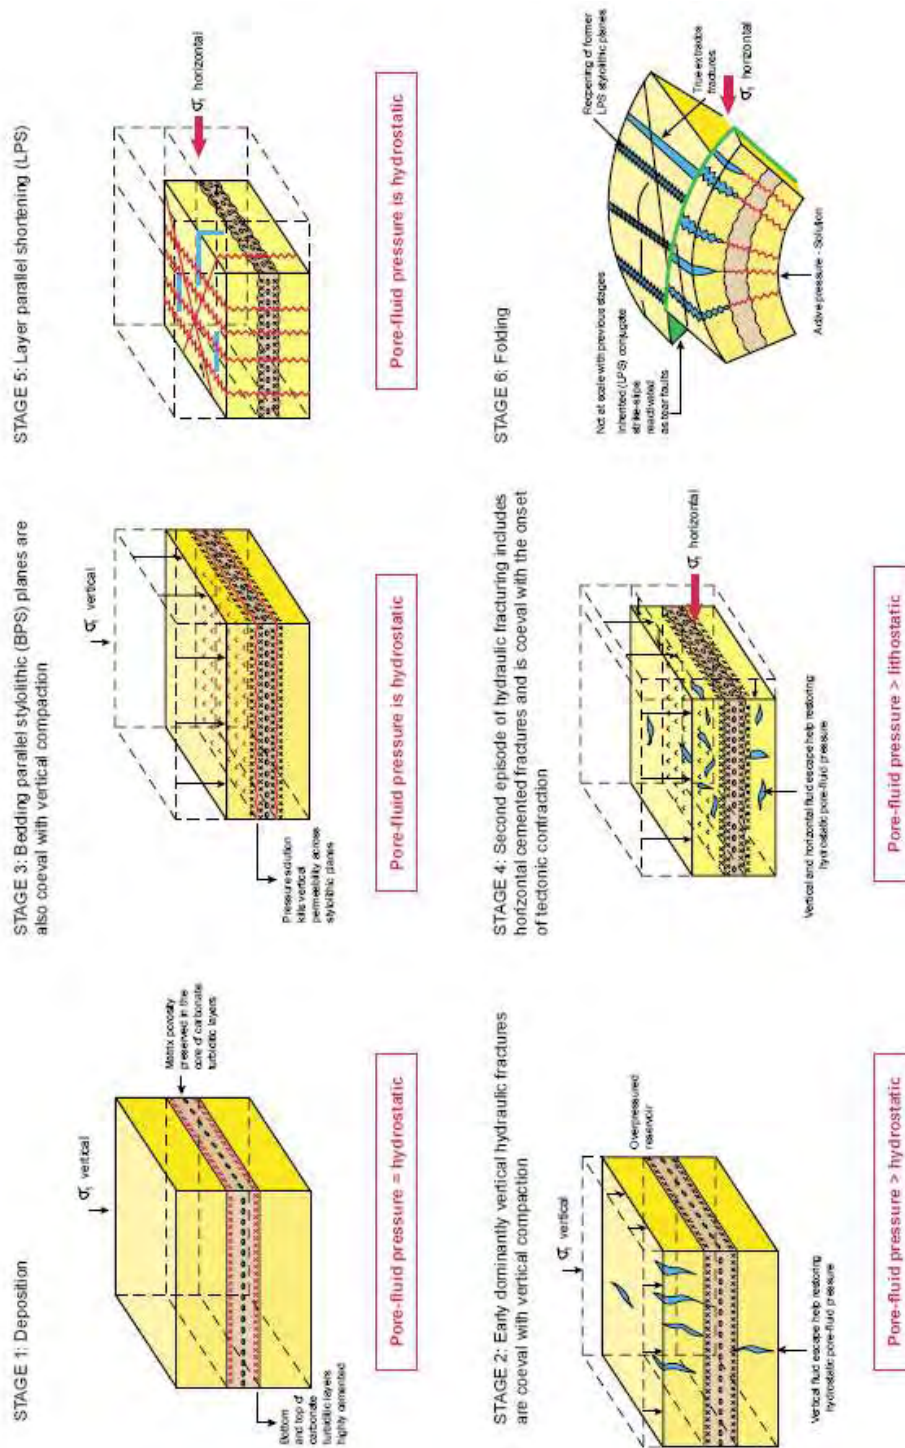 STAGE 1: Deposition
σ₁ vertical
Matrix porosity
preserved in the
core of carbonate
turbiditic layers
Bottom
and top of
carbonate
turbiditic layers
highly cemented
Pore-fluid pressure = hydrostatic
STAGE 2: Early dominantly vertical hydraulic fractures
are coeval with vertical compaction
σ₁ vertical
Overpressured
reservoir
Vertical fluid escape help restoring
hydrostatic pore-fluid pressure
Pore-fluid pressure > hydrostatic
STAGE 3: Bedding parallel stylolithic (BPS) planes are
also coeval with vertical compaction
σ₁ vertical
Pressure solution
kills vertical
permeability across
stylolithic planes
Pore-fluid pressure is hydrostatic
STAGE 4: Second episode of hydraulic fracturing includes
horizontal cemented fractures and is coeval with the onset
of tectonic contraction
σ₁ horizontal
Vertical and horizontal fluid escape help restoring
hydrostatic pore-fluid pressure
Pore-fluid pressure > lithostatic
STAGE 5: Layer parallel shortening (LPS)
σ₁ horizontal
Pore-fluid pressure is hydrostatic
STAGE 6: Folding
Reopening of former
LPS stylolithic planes
True extrados
fractures
σ₁ horizontal
Not at scale with previous stages
Inherited (LPS) conjugate
strike-slips
reactivated
as tear faults
Active pressure - Solution